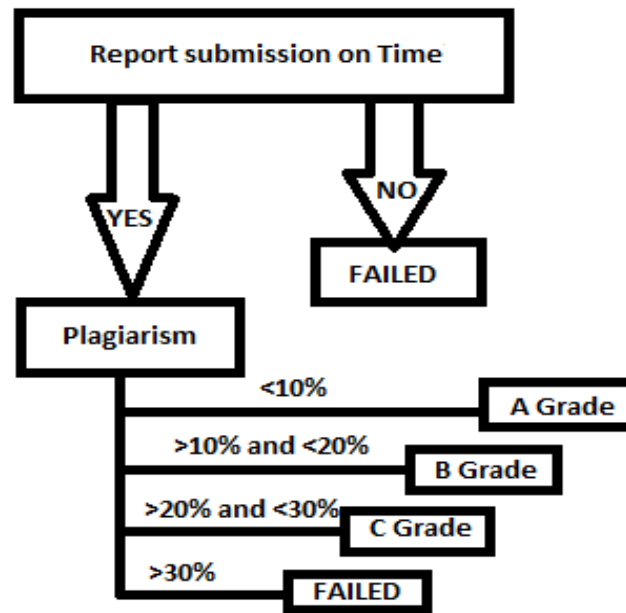 Report submission on Time
YES
NO
FAILED
Plagiarism
<10%
A Grade
>10% and <20%
B Grade
>20% and <30%
C Grade
>30%
FAILED